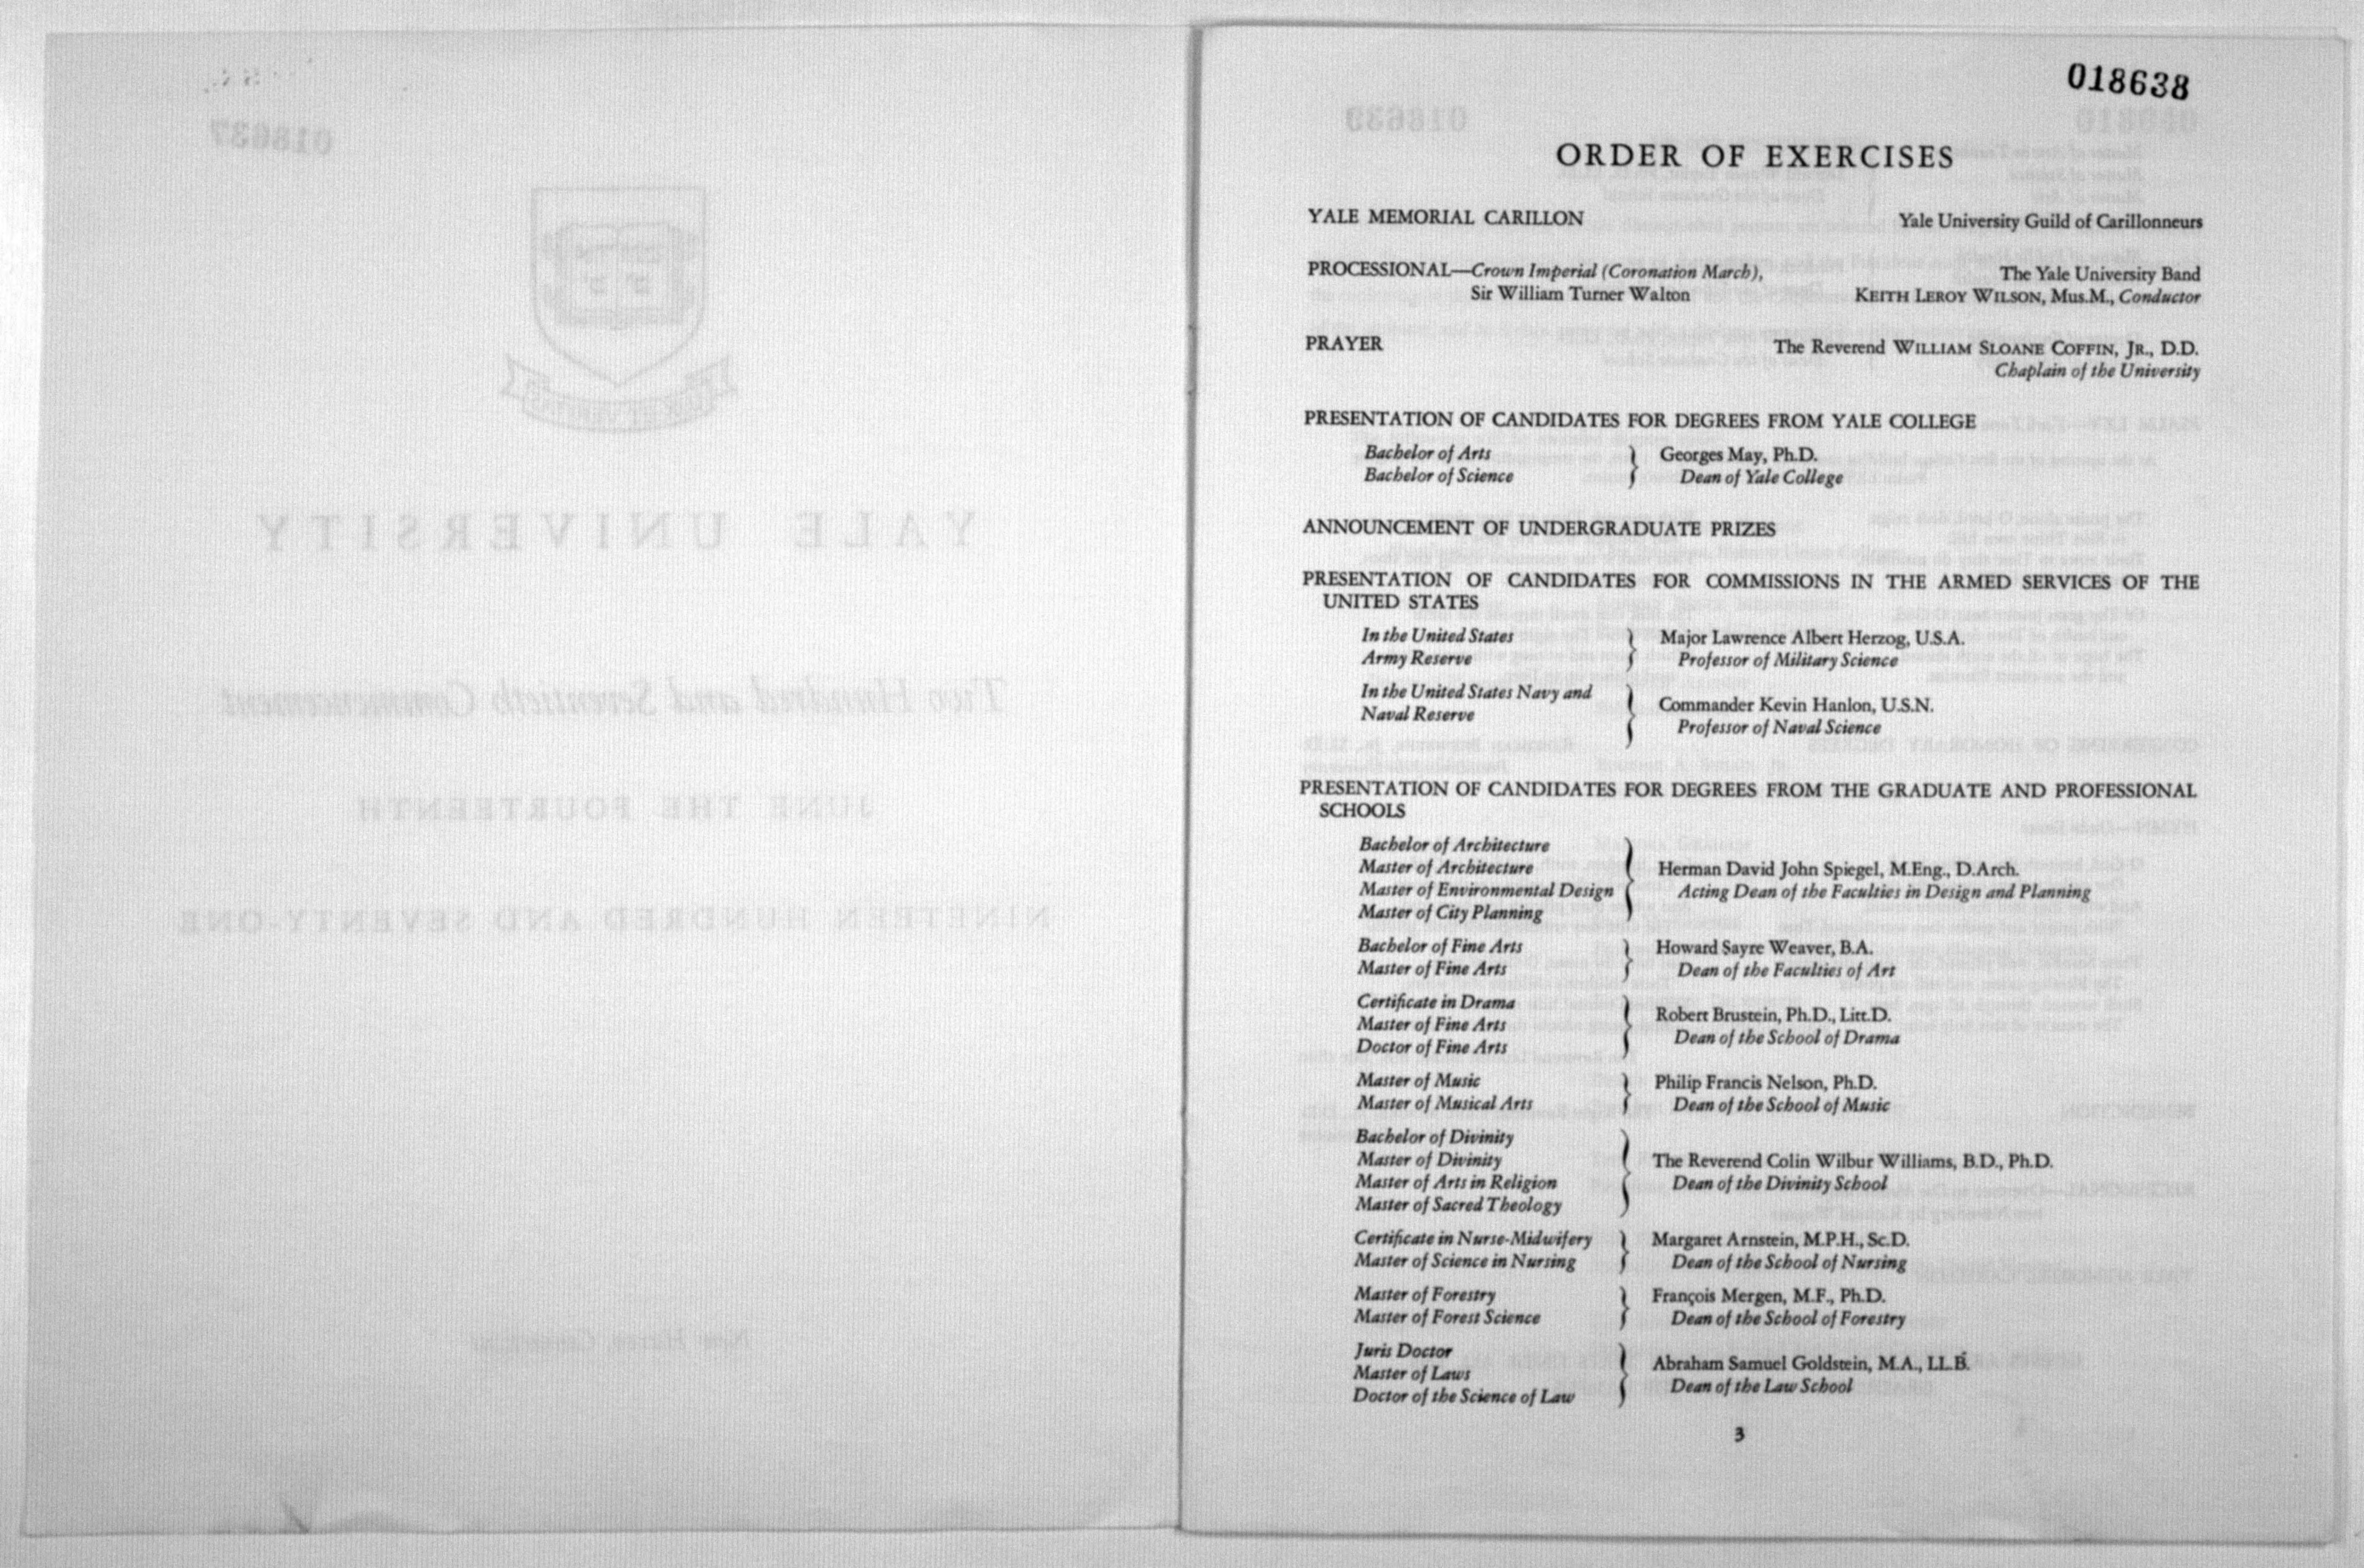 018637
YALE UNIVERSITY
Two Hundred and Seventieth Commencement
JUNE THE FOURTEENTH
NINETEEN HUNDRED AND SEVENTY-ONE
New Haven, Connecticut
018638
ORDER OF EXERCISES
YALE MEMORIAL CARILLON Yale University Guild of Carillonneurs
PROCESSIONAL—Crown Imperial (Coronation March), The Yale University Band
Sir William Turner Walton KEITH LEROY WILSON, Mus.M., Conductor
PRAYER The Reverend WILLIAM SLOANE COFFIN, JR., D.D.
Chaplain of the University
PRESENTATION OF CANDIDATES FOR DEGREES FROM YALE COLLEGE
Bachelor of Arts Georges May, Ph.D.
Bachelor of Science Dean of Yale College
ANNOUNCEMENT OF UNDERGRADUATE PRIZES
PRESENTATION OF CANDIDATES FOR COMMISSIONS IN THE ARMED SERVICES OF THE
UNITED STATES
In the United States Major Lawrence Albert Herzog, U.S.A.
Army Reserve Professor of Military Science
In the United States Navy and
Naval Reserve
Commander Kevin Hanlon, U.S.N.
Professor of Naval Science
PRESENTATION OF CANDIDATES FOR DEGREES FROM THE GRADUATE AND PROFESSIONAL
SCHOOLS
Bachelor of Architecture
Master of Architecture
Master of Environmental Design
Master of City Planning
Herman David John Spiegel, M.Eng., D.Arch.
Acting Dean of the Faculties in Design and Planning
Bachelor of Fine Arts Howard Sayre Weaver, B.A.
Master of Fine Arts Dean of the Faculties of Art
Certificate in Drama
Master of Fine Arts
Doctor of Fine Arts
Robert Brustein, Ph.D., Litt.D.
Dean of the School of Drama
Master of Music Philip Francis Nelson, Ph.D.
Master of Musical Arts Dean of the School of Music
Bachelor of Divinity
Master of Divinity
Master of Arts in Religion
Master of Sacred Theology
The Reverend Colin Wilbur Williams, B.D., Ph.D.
Dean of the Divinity School
Certificate in Nurse-Midwifery Margaret Arnstein, M.P.H., Sc.D.
Master of Science in Nursing Dean of the School of Nursing
Master of Forestry François Mergen, M.F., Ph.D.
Master of Forest Science Dean of the School of Forestry
Juris Doctor
Master of Laws
Doctor of the Science of Law
Abraham Samuel Goldstein, M.A., LL.B.
Dean of the Law School
3